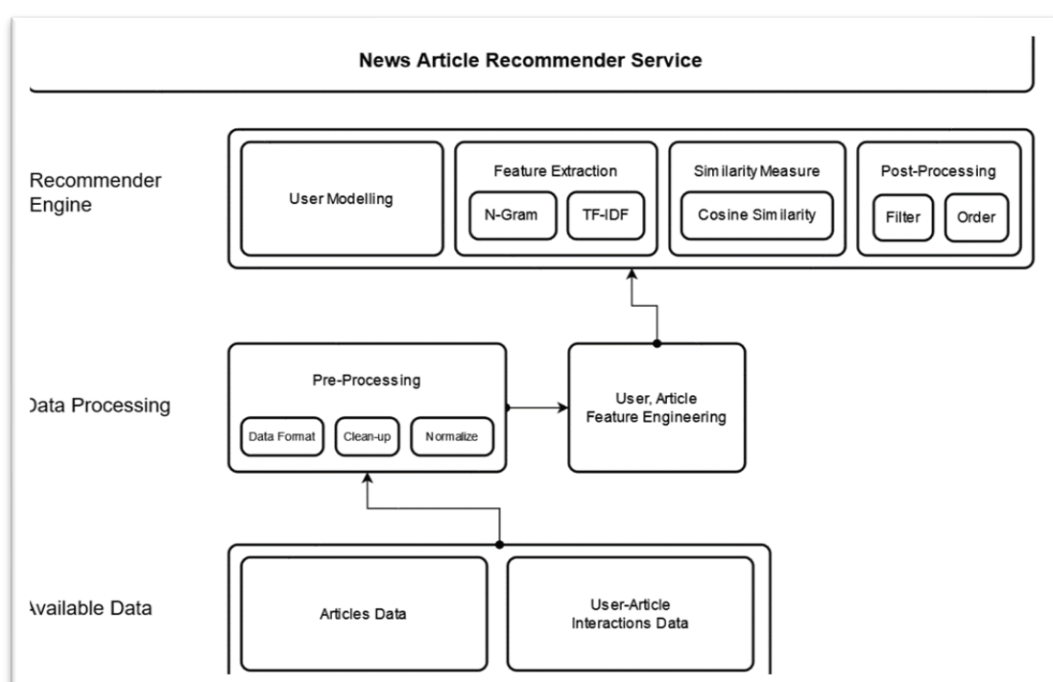 News Article Recommender Service
Recommender
Engine
User Modelling
Feature Extraction
N-Gram
TF-IDF
Similarity Measure
Cosine Similarity
Post-Processing
Filter
Order
Data Processing
Pre-Processing
Data Format
Clean-up
Normalize
User, Article
Feature Engineering
Available Data
Articles Data
User-Article
Interactions Data